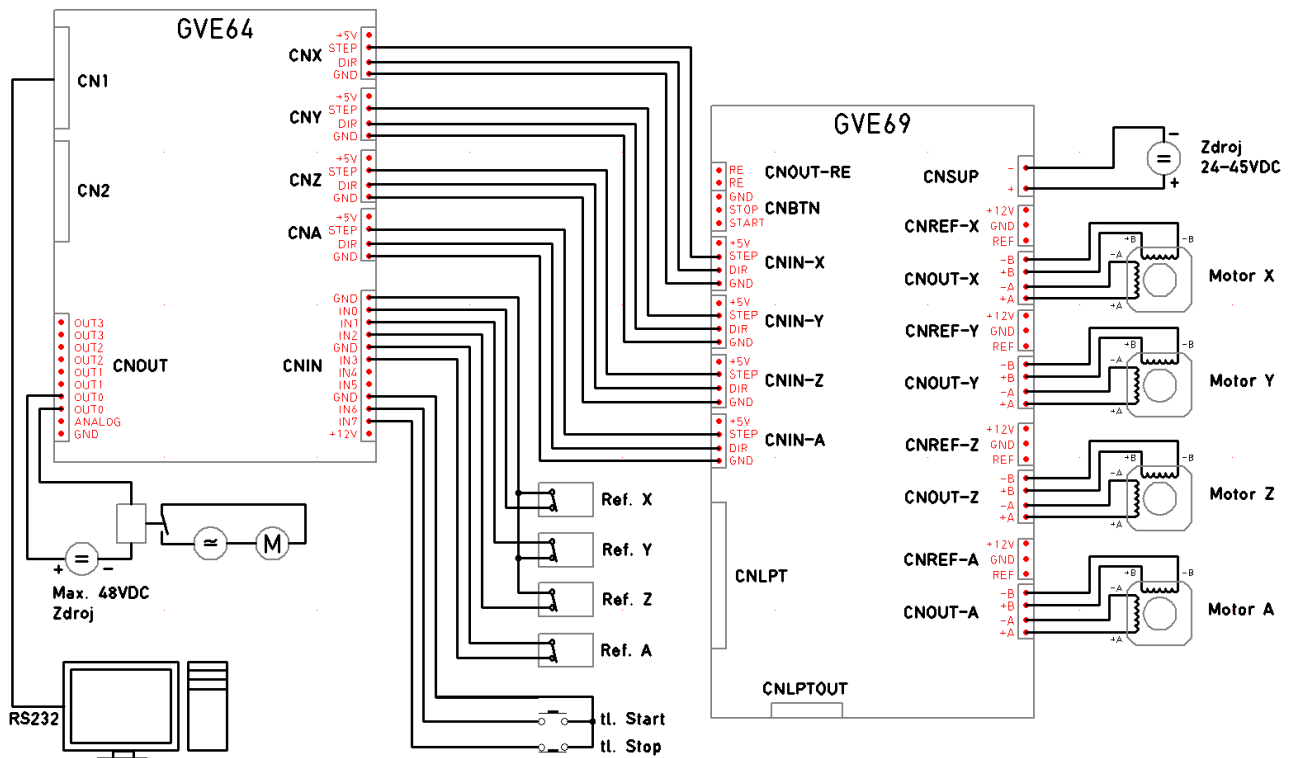 GVE64
CN1
CN2
CNX
+5V
STEP
DIR
GND
CNY
+5V
STEP
DIR
GND
CNZ
+5V
STEP
DIR
GND
CNA
+5V
STEP
DIR
GND
CNOUT
OUT3
OUT3
OUT2
OUT2
OUT1
OUT1
OUT0
OUT0
ANALOG
GND
CNIN
GND
IN0
IN1
IN2
GND
IN3
IN4
IN5
GND
IN6
IN7
+12V
+ = -
Max. 48VDC
Zdroj
≃
M
RS232
Ref. X
Ref. Y
Ref. Z
Ref. A
tl. Start
tl. Stop
GVE69
RE
RE
CNOUT-RE
GND
STOP
START
CNBTN
+5V
STEP
DIR
GND
CNIN-X
+5V
STEP
DIR
GND
CNIN-Y
+5V
STEP
DIR
GND
CNIN-Z
+5V
STEP
DIR
GND
CNIN-A
CNLPT
CNLPTOUT
CNSUP
-
+
-
=
+
Zdroj
24-45VDC
CNREF-X
+12V
GND
REF
CNOUT-X
-B
+B
-A
+A
+B
-B
-A
+A
Motor X
CNREF-Y
+12V
GND
REF
CNOUT-Y
-B
+B
-A
+A
+B
-B
-A
+A
Motor Y
CNREF-Z
+12V
GND
REF
CNOUT-Z
-B
+B
-A
+A
+B
-B
-A
+A
Motor Z
CNREF-A
+12V
GND
REF
CNOUT-A
-B
+B
-A
+A
+B
-B
-A
+A
Motor A